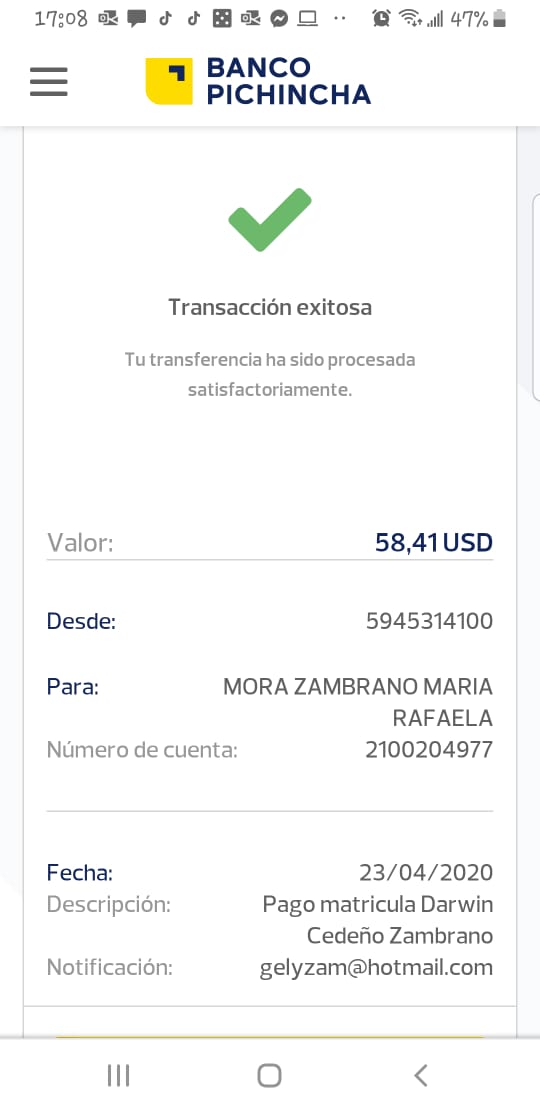 17:08 47%
BANCO
PICHINCHA
Transacción exitosa
Tu transferencia ha sido procesada
satisfactoriamente.
Valor: 58,41 USD
Desde: 5945314100
Para: MORA ZAMBRANO MARIA
RAFAELA
Número de cuenta: 2100204977
Fecha: 23/04/2020
Descripción: Pago matricula Darwin
Cedeño Zambrano
Notificación: gelyzam@hotmail.com